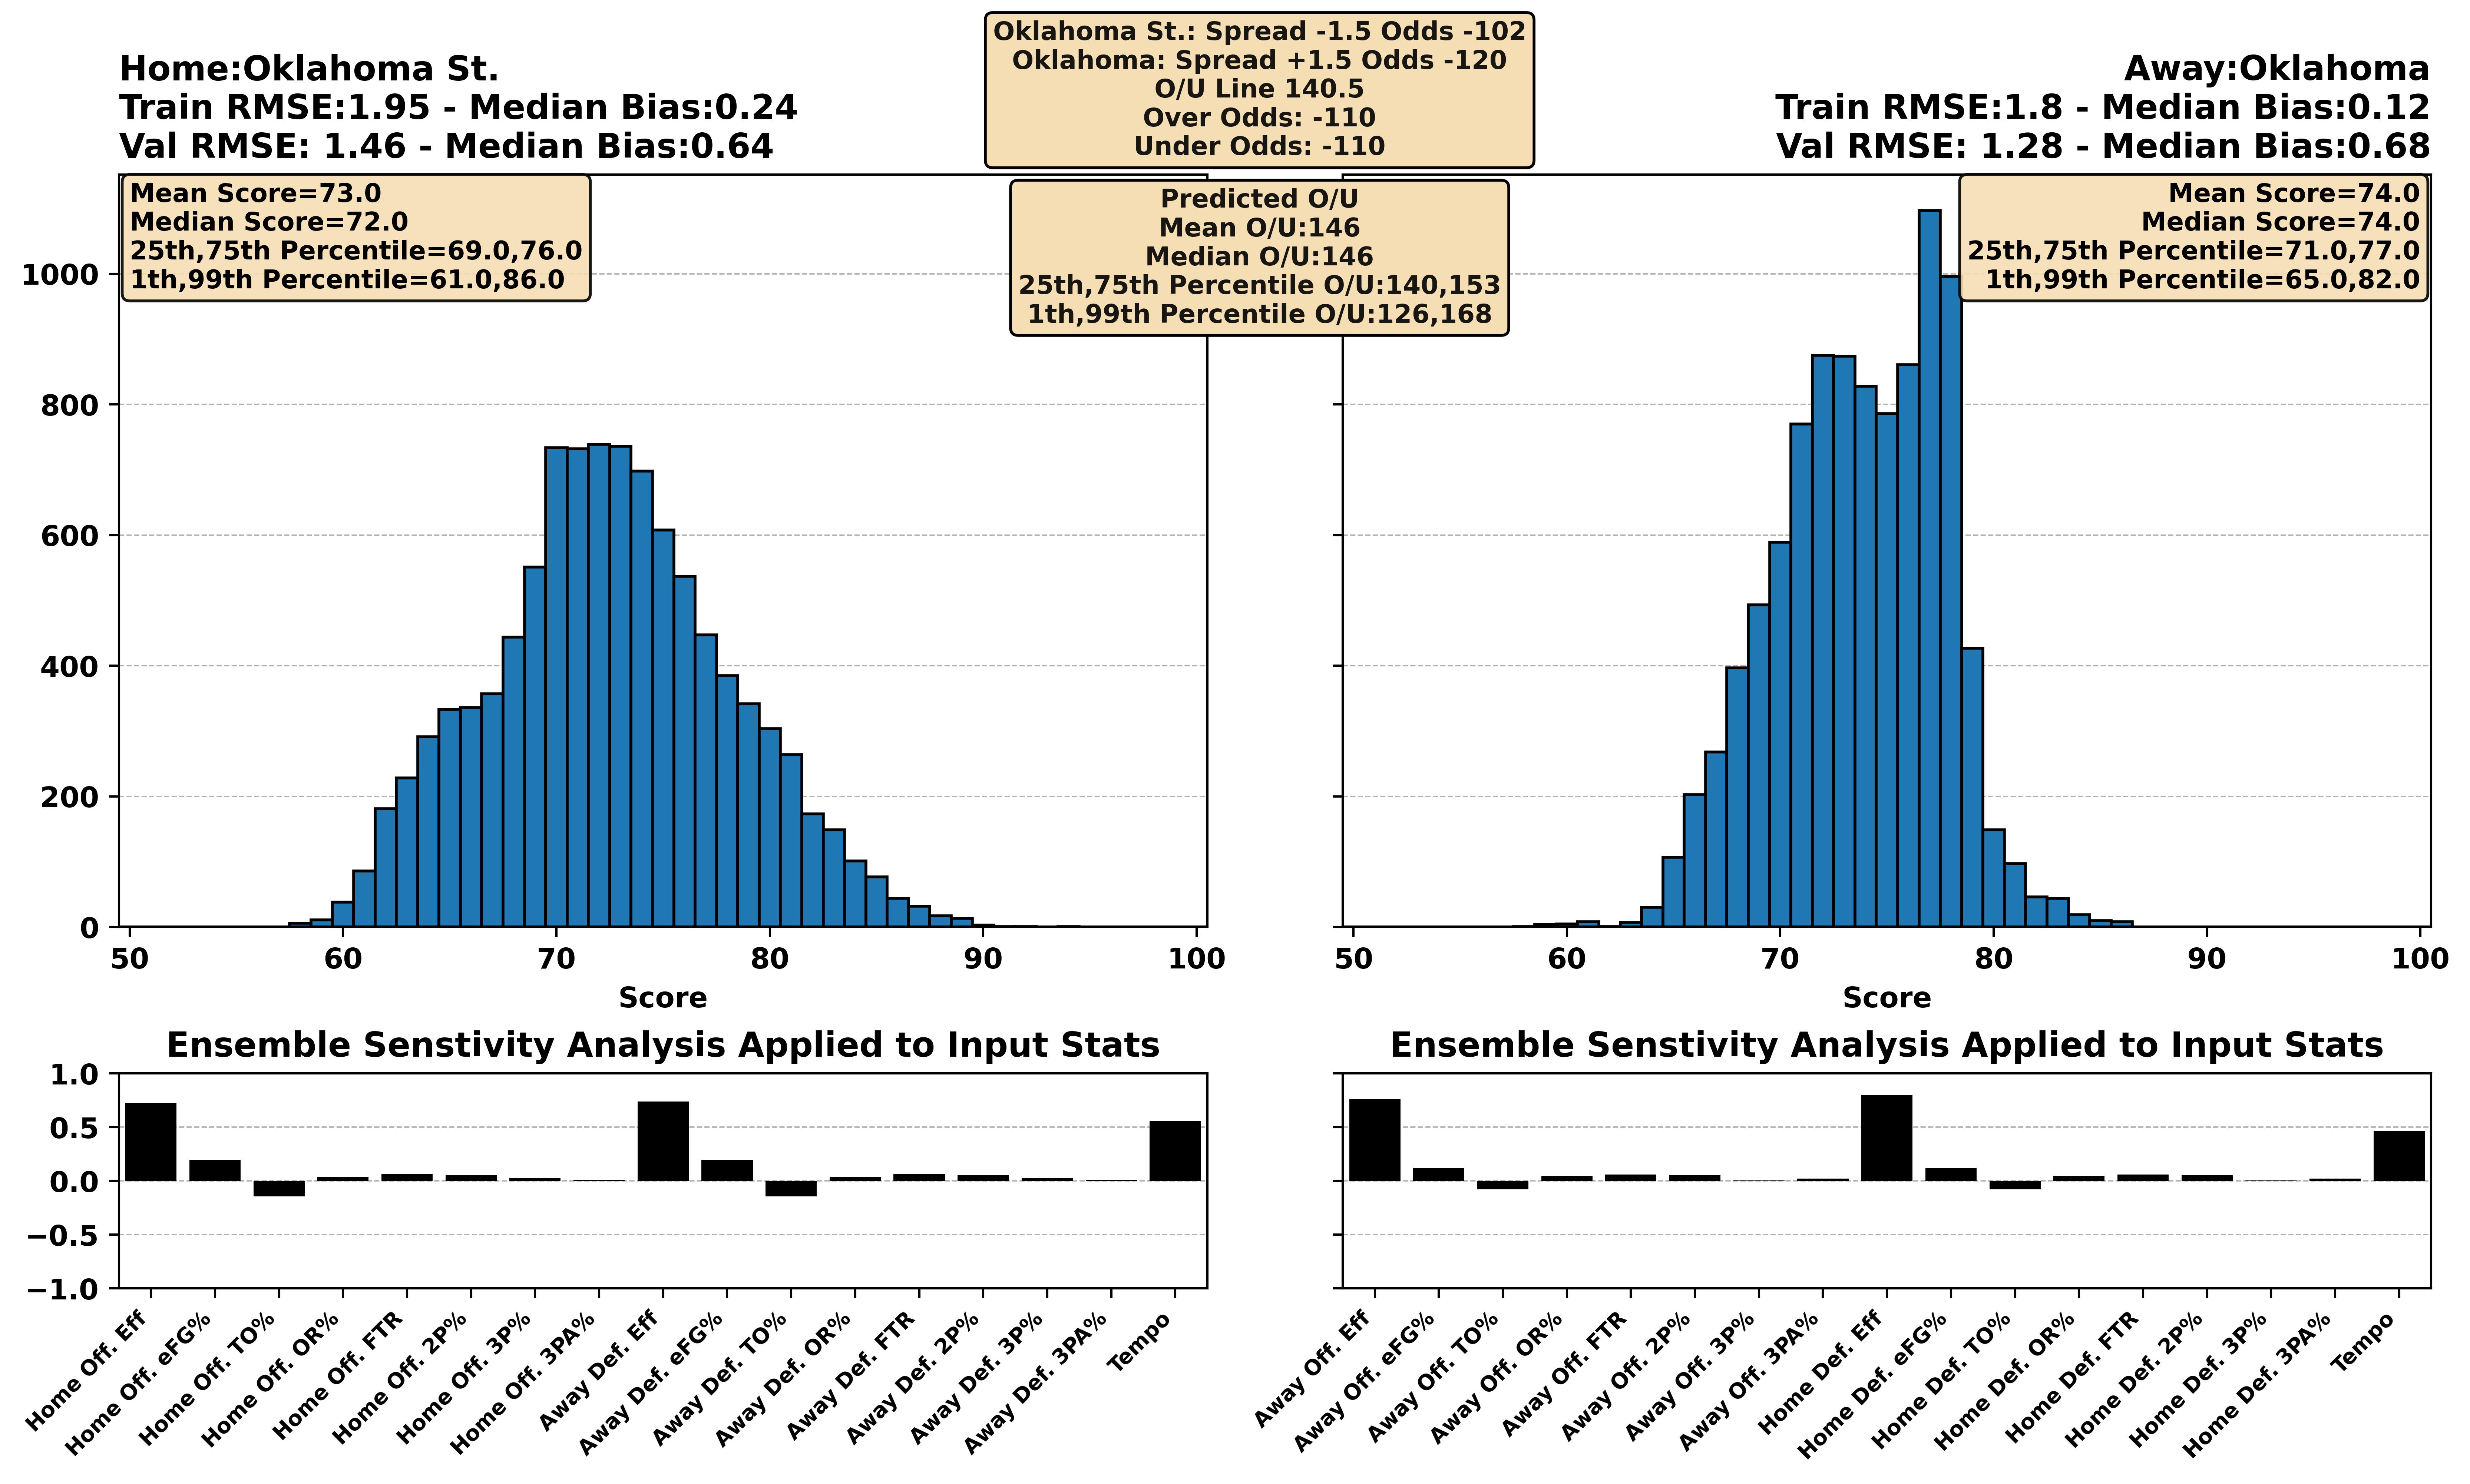 Oklahoma St.: Spread -1.5 Odds -102
Oklahoma: Spread +1.5 Odds -120
O/U Line 140.5
Over Odds: -110
Under Odds: -110
Home:Oklahoma St.
Train RMSE:1.95 - Median Bias:0.24
Val RMSE: 1.46 - Median Bias:0.64
Away:Oklahoma
Train RMSE:1.8 - Median Bias:0.12
Val RMSE: 1.28 - Median Bias:0.68
Mean Score=73.0
Median Score=72.0
25th,75th Percentile=69.0,76.0
1th,99th Percentile=61.0,86.0
Predicted O/U
Mean O/U:146
Median O/U:146
25th,75th Percentile O/U:140,153
1th,99th Percentile O/U:126,168
Mean Score=74.0
Median Score=74.0
25th,75th Percentile=71.0,77.0
1th,99th Percentile=65.0,82.0
1000
800
600
400
200
0
50 60 70 80 90 100
Score
50 60 70 80 90 100
Score
Ensemble Senstivity Analysis Applied to Input Stats
Ensemble Senstivity Analysis Applied to Input Stats
1.0
0.5
0.0
−0.5
−1.0
Home Off. Eff
Home Off. eFG%
Home Off. TO%
Home Off. OR%
Home Off. FTR
Home Off. 2P%
Home Off. 3P%
Home Off. 3PA%
Away Def. Eff
Away Def. eFG%
Away Def. TO%
Away Def. OR%
Away Def. FTR
Away Def. 2P%
Away Def. 3P%
Away Def. 3PA%
Tempo
Away Off. Eff
Away Off. eFG%
Away Off. TO%
Away Off. OR%
Away Off. FTR
Away Off. 2P%
Away Off. 3P%
Away Off. 3PA%
Home Def. Eff
Home Def. eFG%
Home Def. TO%
Home Def. OR%
Home Def. FTR
Home Def. 2P%
Home Def. 3P%
Home Def. 3PA%
Tempo